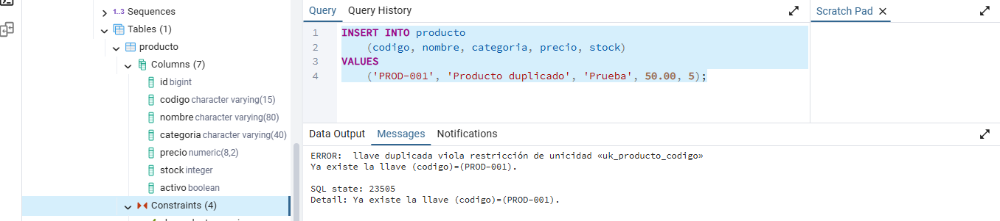 1..3 Sequences
Tables (1)
producto
Columns (7)
id bigint
codigo character varying(15)
nombre character varying(80)
categoria character varying(40)
precio numeric(8,2)
stock integer
activo boolean
Constraints (4)
Query Query History
1 INSERT INTO producto
2 (codigo, nombre, categoria, precio, stock)
3 VALUES
4 ('PROD-001', 'Producto duplicado', 'Prueba', 50.00, 5);
Scratch Pad
Data Output Messages Notifications
ERROR: llave duplicada viola restricción de unicidad «uk_producto_codigo»
Ya existe la llave (codigo)=(PROD-001).
SQL state: 23505
Detail: Ya existe la llave (codigo)=(PROD-001).